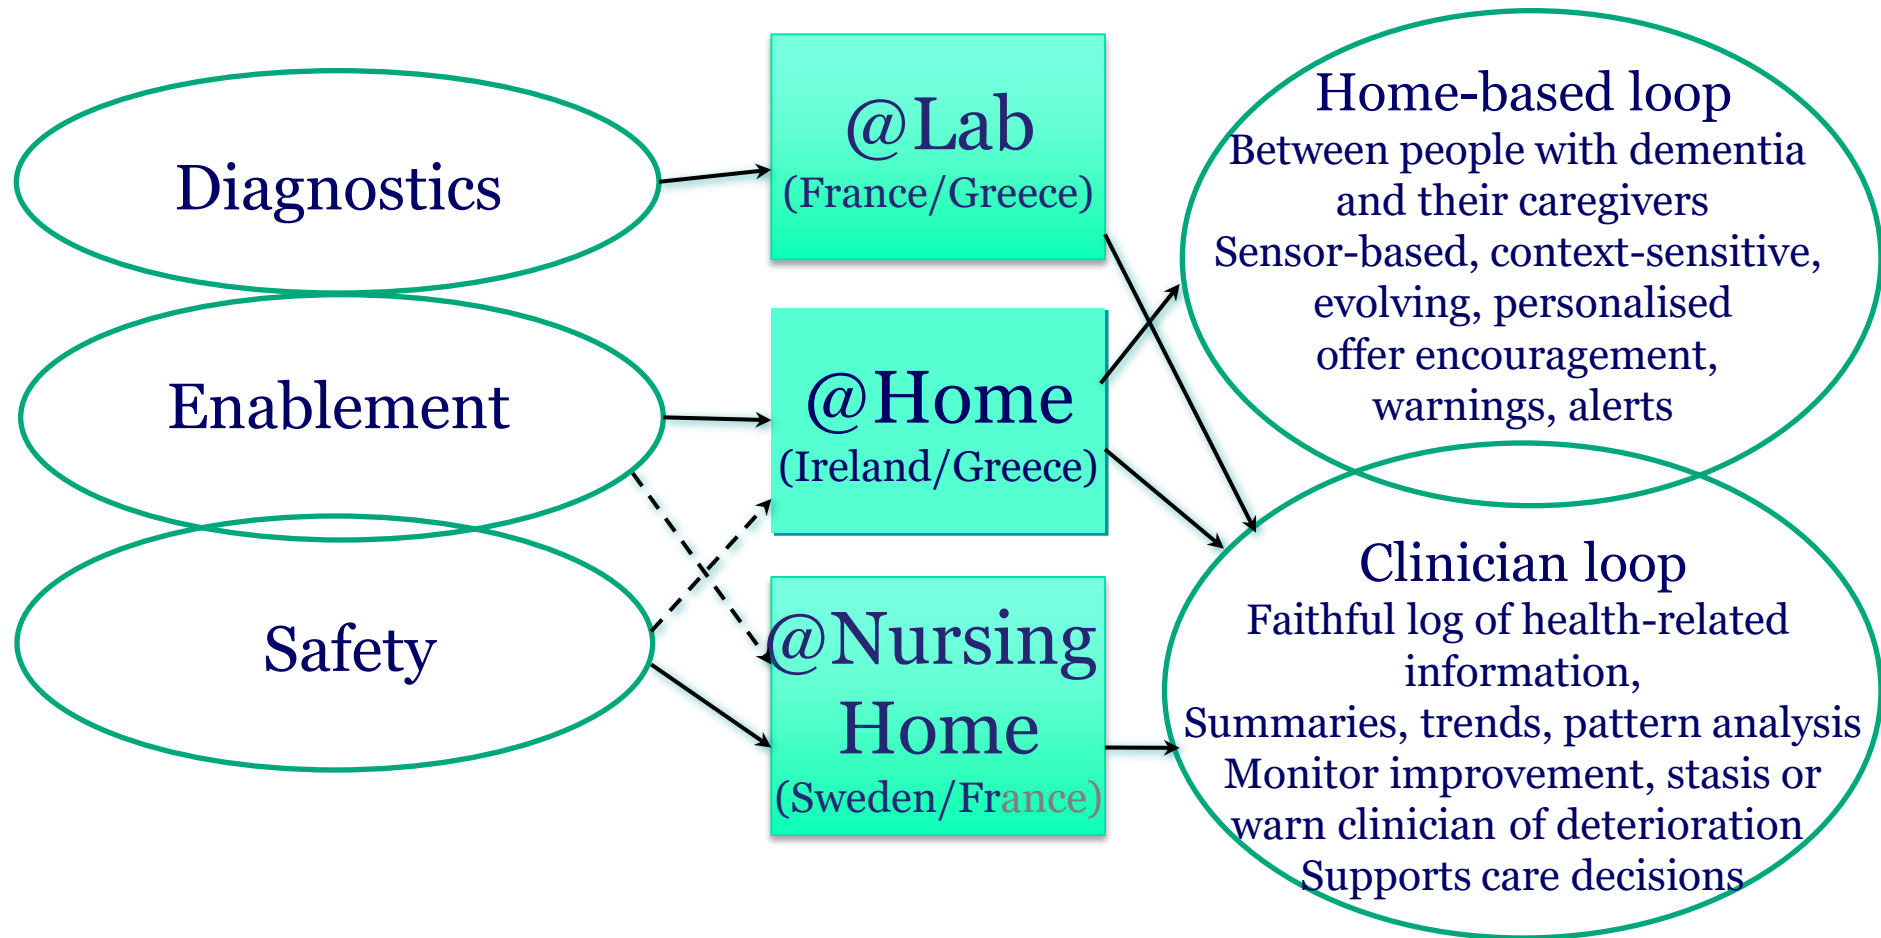 Diagnostics
Enablement
Safety
@Lab
(France/Greece)
@Home
(Ireland/Greece)
@Nursing
Home
(Sweden/France)
Home-based loop
Between people with dementia
and their caregivers
Sensor-based, context-sensitive,
evolving, personalised
offer encouragement,
warnings, alerts
Clinician loop
Faithful log of health-related
information,
Summaries, trends, pattern analysis
Monitor improvement, stasis or
warn clinician of deterioration
Supports care decisions